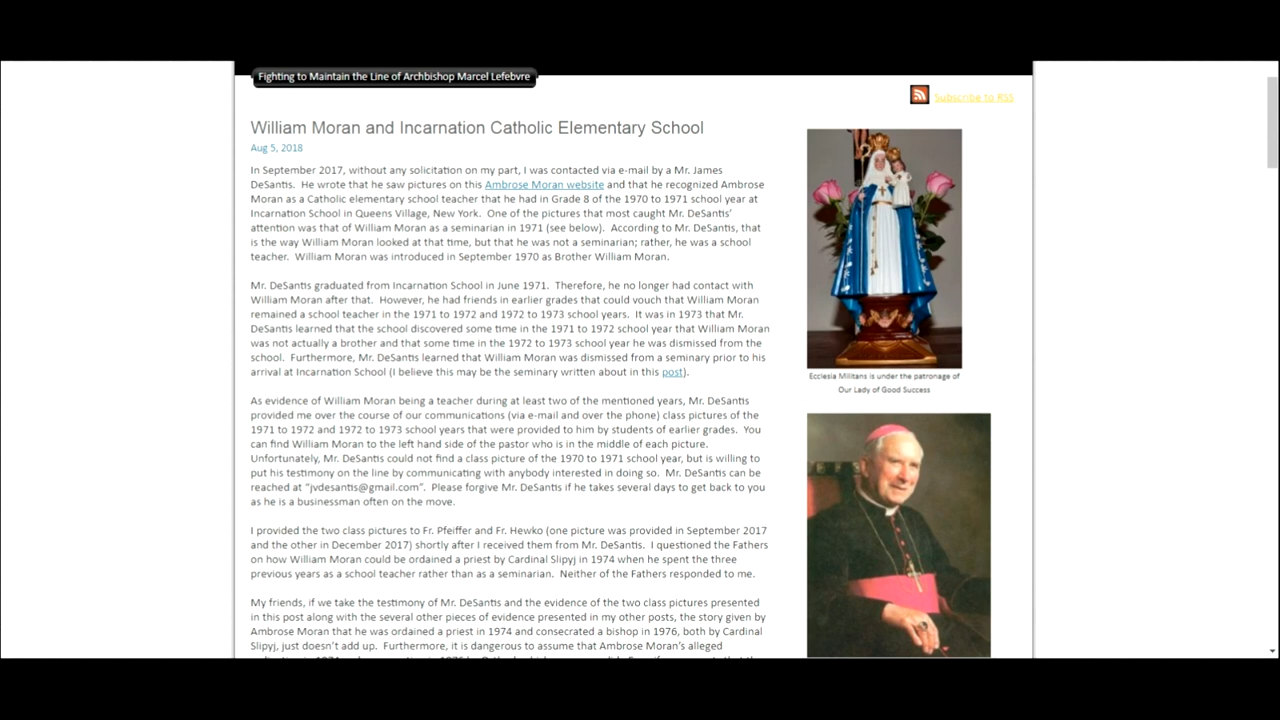 Fighting to Maintain the Line of Archbishop Marcel Lefebvre
Subscribe to RSS
William Moran and Incarnation Catholic Elementary School
Aug 5, 2018
In September 2017, without any solicitation on my part, I was contacted via e-mail by a Mr. James
DeSantis.  He wrote that he saw pictures on this Ambrose Moran website and that he recognized Ambrose
Moran as a Catholic elementary school teacher that he had in Grade 8 of the 1970 to 1971 school year at
Incarnation School in Queens Village, New York.  One of the pictures that most caught Mr. DeSantis'
attention was that of William Moran as a seminarian in 1971 (see below).  According to Mr. DeSantis, that
is the way William Moran looked at that time, but that he was not a seminarian; rather, he was a school
teacher.  William Moran was introduced in September 1970 as Brother William Moran.
Mr. DeSantis graduated from Incarnation School in June 1971.  Therefore, he no longer had contact with
William Moran after that.  However, he had friends in earlier grades that could vouch that William Moran
remained a school teacher in the 1971 to 1972 and 1972 to 1973 school years.  It was in 1973 that Mr.
DeSantis learned that the school discovered some time in the 1971 to 1972 school year that William Moran
was not actually a brother and that some time in the 1972 to 1973 school year he was dismissed from the
school.  Furthermore, Mr. DeSantis learned that William Moran was dismissed from a seminary prior to his
arrival at Incarnation School (I believe this may be the seminary written about in this post).
As evidence of William Moran being a teacher during at least two of the mentioned years, Mr. DeSantis
provided me over the course of our communications (via e-mail and over the phone) class pictures of the
1971 to 1972 and 1972 to 1973 school years that were provided to him by students of earlier grades.  You
can find William Moran to the left hand side of the pastor who is in the middle of each picture.
Unfortunately, Mr. DeSantis could not find a class picture of the 1970 to 1971 school year, but is willing to
put his testimony on the line by communicating with anybody interested in doing so.  Mr. DeSantis can be
reached at "jvdesantis@gmail.com".  Please forgive Mr. DeSantis if he takes several days to get back to you
as he is a businessman often on the move.
I provided the two class pictures to Fr. Pfeiffer and Fr. Hewko (one picture was provided in September 2017
and the other in December 2017) shortly after I received them from Mr. DeSantis.  I questioned the Fathers
on how William Moran could be ordained a priest by Cardinal Slipyj in 1974 when he spent the three
previous years as a school teacher rather than as a seminarian.  Neither of the Fathers responded to me.
My friends, if we take the testimony of Mr. DeSantis and the evidence of the two class pictures presented
in this post along with the several other pieces of evidence presented in my other posts, the story given by
Ambrose Moran that he was ordained a priest in 1974 and consecrated a bishop in 1976, both by Cardinal
Slipyj, just doesn't add up.  Furthermore, it is dangerous to assume that Ambrose Moran's alleged
Ecclesia Militans is under the patronage of
Our Lady of Good Success